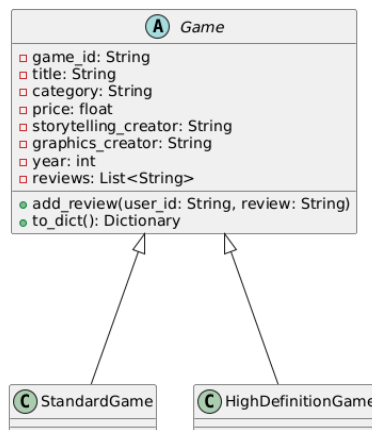 A Game
game_id: String
title: String
category: String
price: float
storytelling_creator: String
graphics_creator: String
year: int
reviews: List<String>
add_review(user_id: String, review: String)
to_dict(): Dictionary
C StandardGame
C HighDefinitionGame